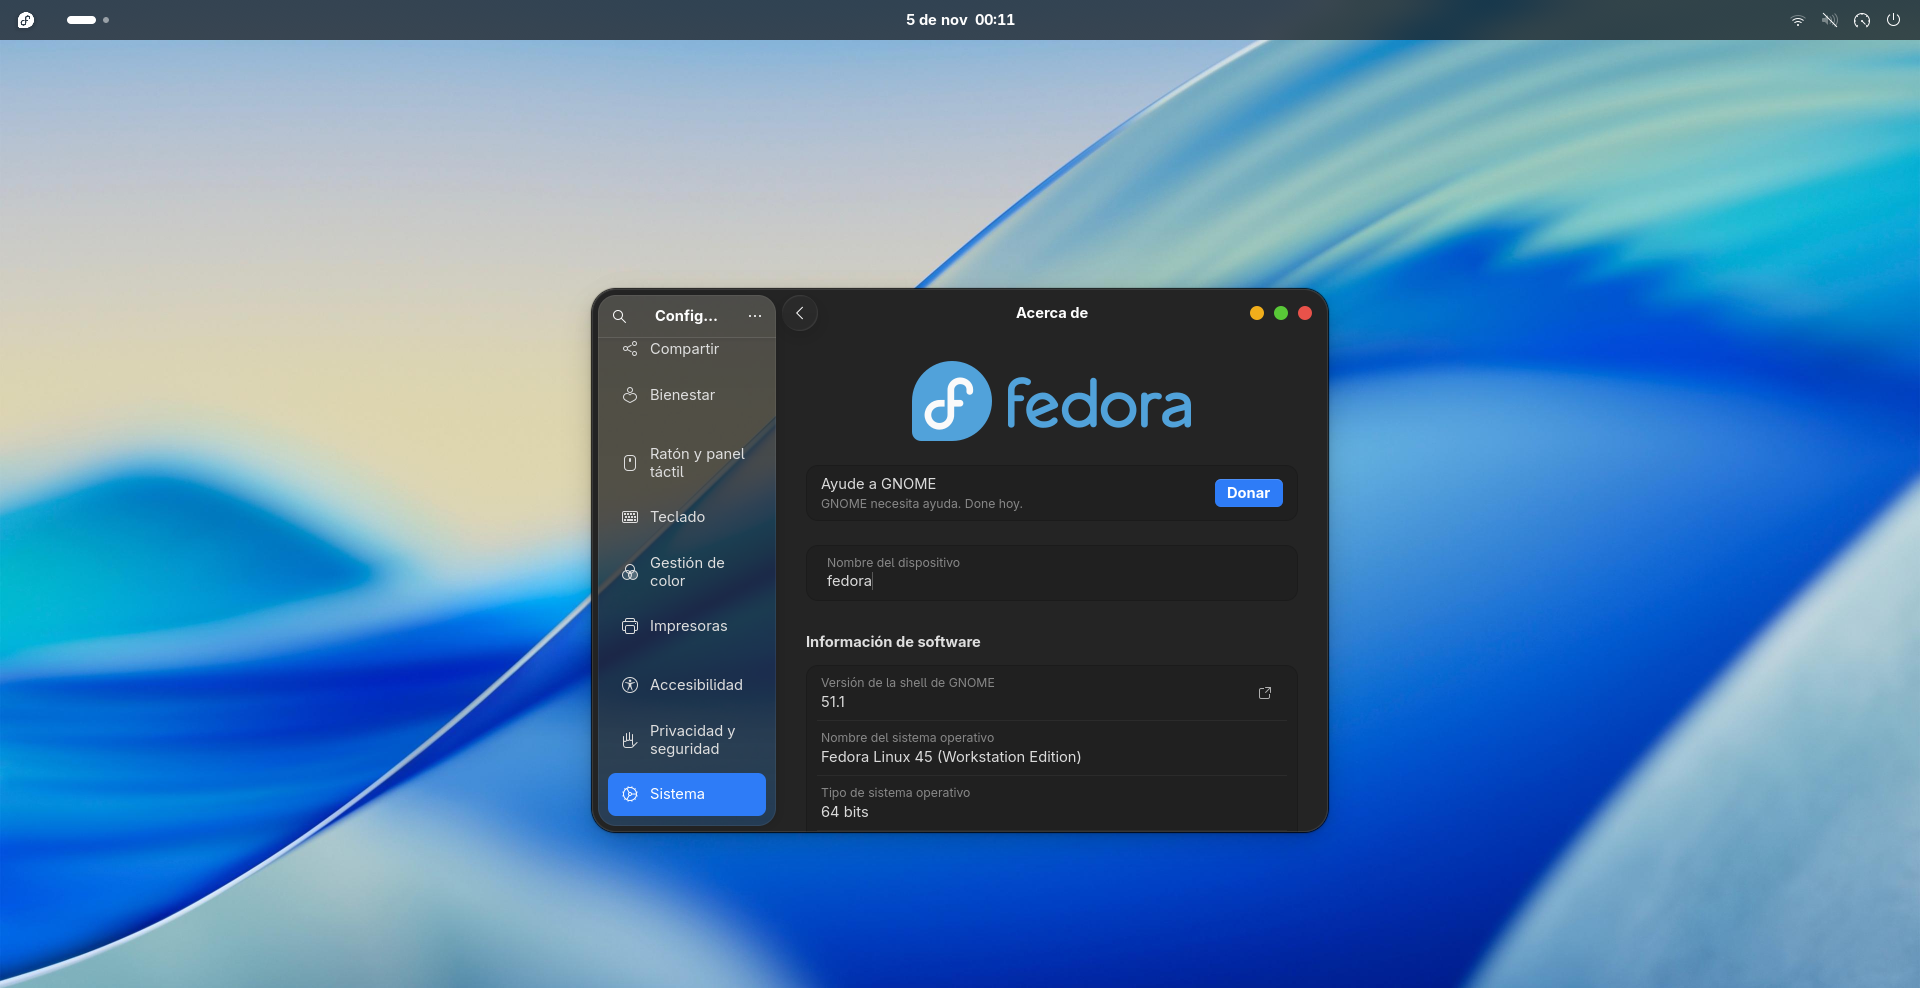 5 de nov 00:11
Config...
Compartir
Bienestar
Ratón y panel
táctil
Teclado
Gestión de
color
Impresoras
Accesibilidad
Privacidad y
seguridad
Sistema
Acerca de
fedora
Ayude a GNOME
GNOME necesita ayuda. Done hoy.
Donar
Nombre del dispositivo
fedora
Información de software
Versión de la shell de GNOME
51.1
Nombre del sistema operativo
Fedora Linux 45 (Workstation Edition)
Tipo de sistema operativo
64 bits